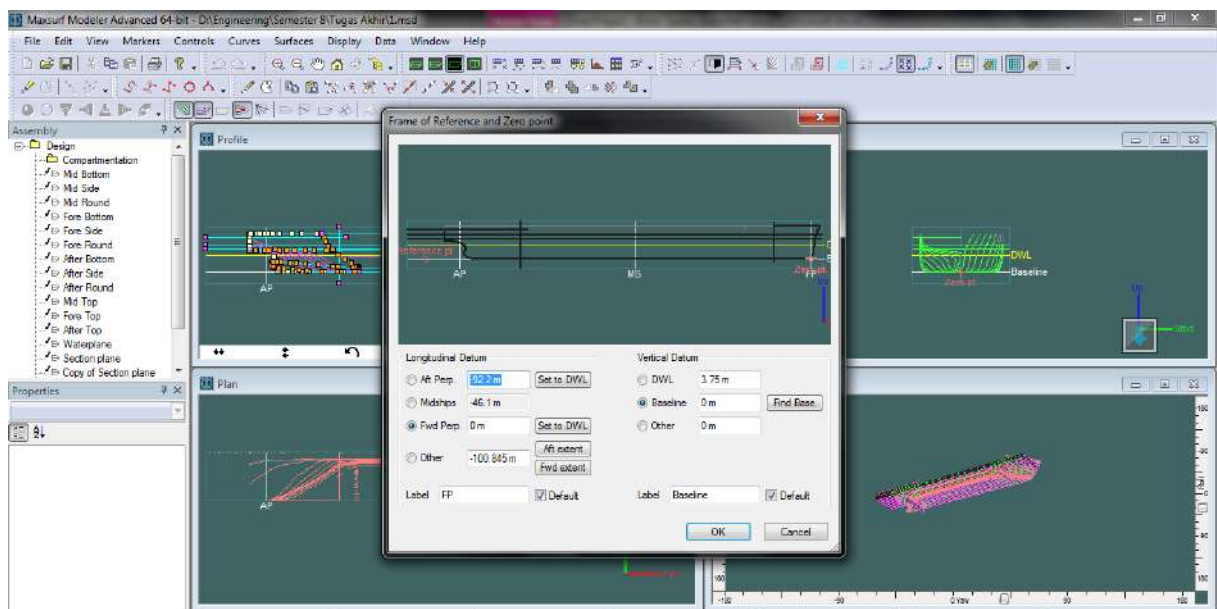 Maxsurf Modeler Advanced 64-bit - D:\Engineering\Semester 8\Tugas Akhir\1.msd
File Edit View Markers Controls Curves Surfaces Display Data Window Help
Assembly
Design
Compartmentation
Mid Bottom
Mid Side
Mid Round
Fore Bottom
Fore Side
Fore Round
After Bottom
After Side
After Round
Mid Top
Fore Top
After Top
Waterplane
Section plane
Copy of Section plane
Properties
Profile
AP
Plan
AP
Frame of Reference and Zero point
Reference pt.
AP
MS
FP
Longitudinal Datum
Aft Perp. -92.2 m Set to DWL
Midships -46.1 m
Fwd Perp 0 m Set to DWL
Other -100.845 m Aft extent
Fwd extent
Label FP Default
Vertical Datum
DWL 3.75 m
Baseline 0 m Find Base
Other 0 m
Label Baseline Default
OK Cancel
DWL
Baseline
Zero pt.
Up